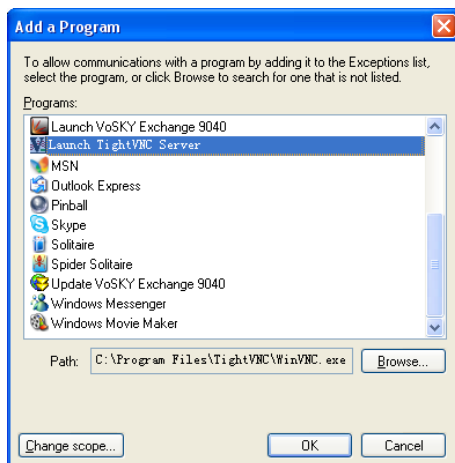 Add a Program
To allow communications with a program by adding it to the Exceptions list,
select the program, or click Browse to search for one that is not listed.
Programs:
Launch VoSKY Exchange 9040
Launch TightVNC Server
MSN
Outlook Express
Pinball
Skype
Solitaire
Spider Solitaire
Update VoSKY Exchange 9040
Windows Messenger
Windows Movie Maker
Path: C:\Program Files\TightVNC\WinVNC.exe Browse...
Change scope... OK Cancel